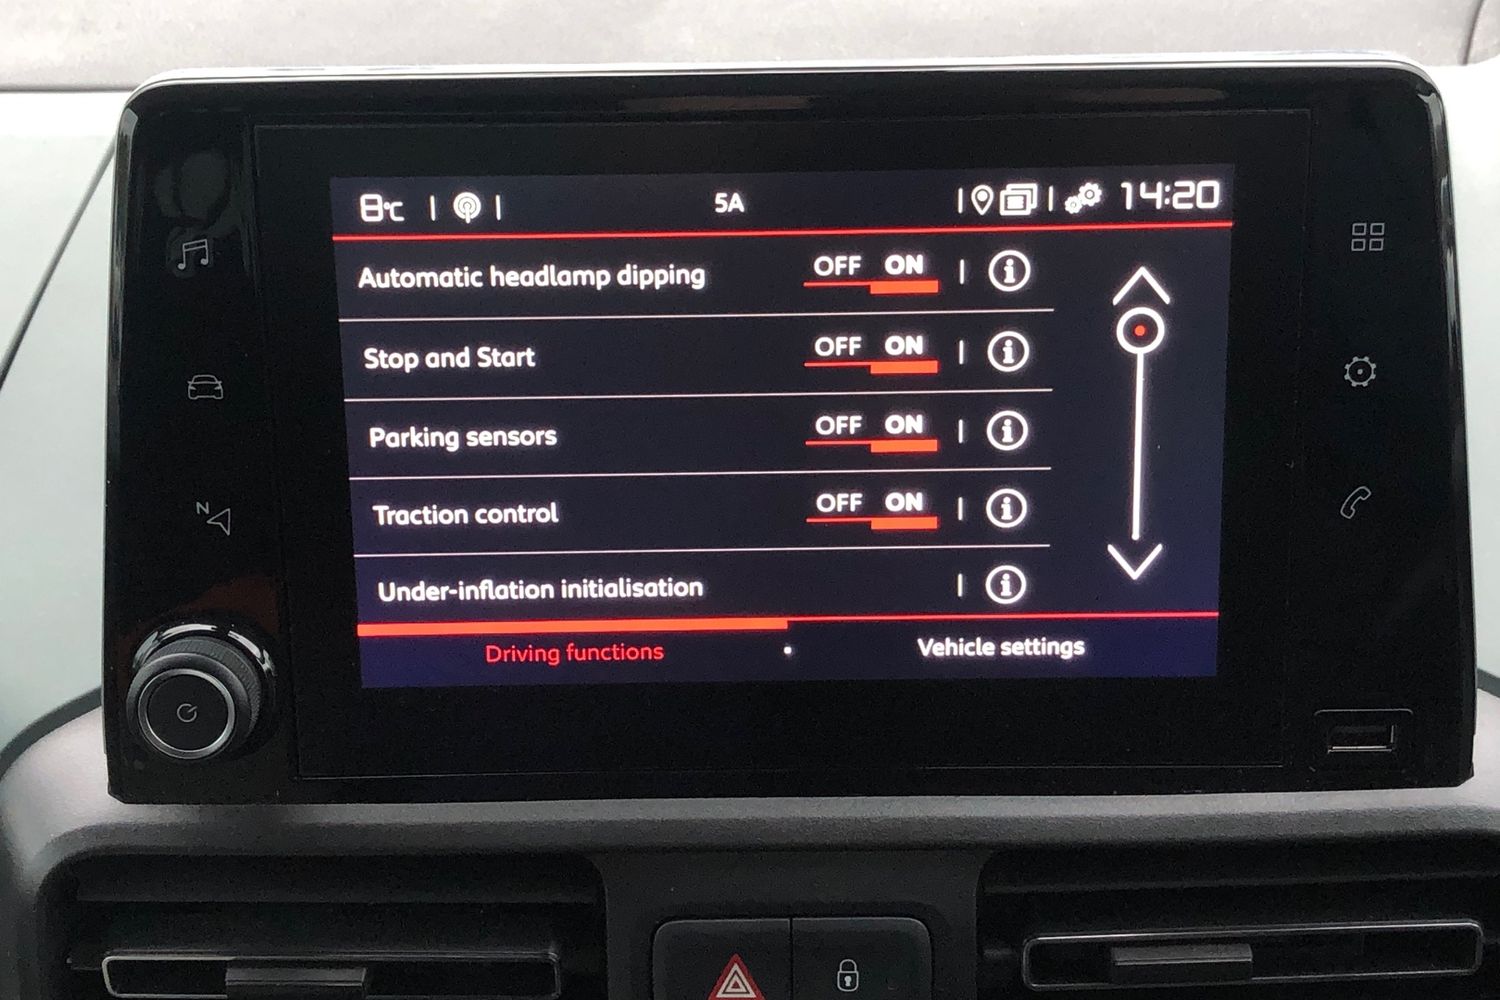 8°C 5A 14:20
Automatic headlamp dipping OFF ON
Stop and Start OFF ON
Parking sensors OFF ON
Traction control OFF ON
Under-inflation initialisation
Driving functions Vehicle settings
N